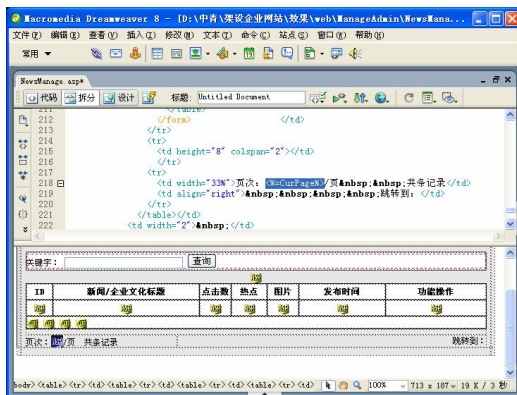 Macromedia Dreamweaver 8 - [D:\中青\架设企业网站\效果\web\ManageAdmin\NewsMana...
文件(F) 编辑(E) 查看(V) 插入(I) 修改(M) 文本(T) 命令(C) 站点(S) 窗口(W) 帮助(H)
常用
NewsManage.asp*
代码 拆分 设计 标题: Untitled Document
211 </table>
212 </form> </td>
213 </tr>
214 <tr>
215 <td height="8" colspan="2"></td>
216 </tr>
217 <tr>
218 <td width="33%">页次：<%=CurPage%>/页&nbsp;&nbsp;共条记录</td>
219 <td align="right">&nbsp;&nbsp;&nbsp;&nbsp;跳转到：</td>
220 </tr>
221 </table></td>
222 <td width="2">&nbsp;</td>
关键字： 查询
ID 新闻/企业文化标题 点击数 热点 图片 发布时间 功能操作
页次： /页 共条记录 跳转到：
body> <table> <tr> <td> <table> <tr> <td> <table> <tr> <td> <table> <tr> <td> 100% 713 x 187 19 K / 3 秒